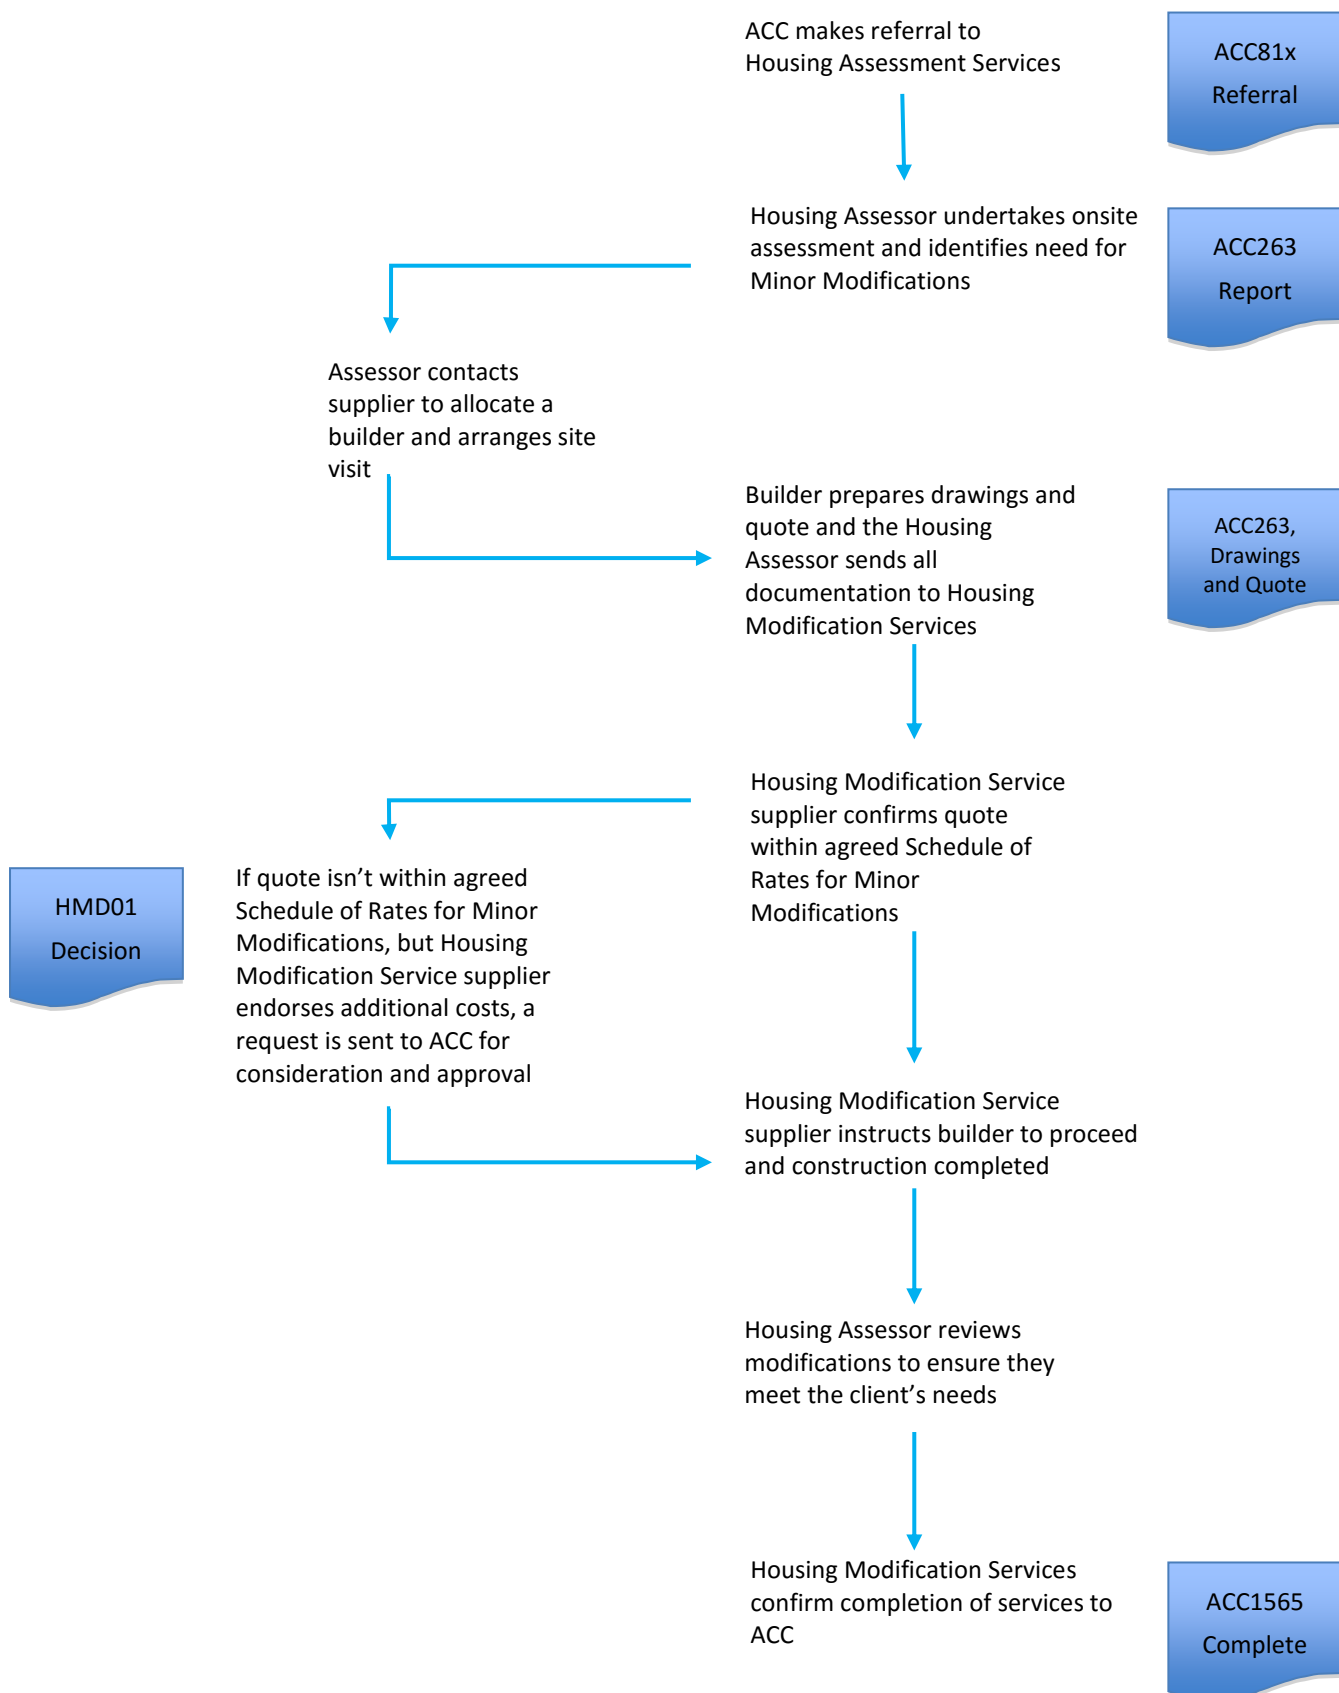 ACC makes referral to
Housing Assessment Services
ACC81x
Referral
Housing Assessor undertakes onsite
assessment and identifies need for
Minor Modifications
ACC263
Report
Assessor contacts
supplier to allocate a
builder and arranges site
visit
Builder prepares drawings and
quote and the Housing
Assessor sends all
documentation to Housing
Modification Services
ACC263,
Drawings
and Quote
Housing Modification Service
supplier confirms quote
within agreed Schedule of
Rates for Minor
Modifications
HMD01
Decision
If quote isn’t within agreed
Schedule of Rates for Minor
Modifications, but Housing
Modification Service supplier
endorses additional costs, a
request is sent to ACC for
consideration and approval
Housing Modification Service
supplier instructs builder to proceed
and construction completed
Housing Assessor reviews
modifications to ensure they
meet the client’s needs
Housing Modification Services
confirm completion of services to
ACC
ACC1565
Complete